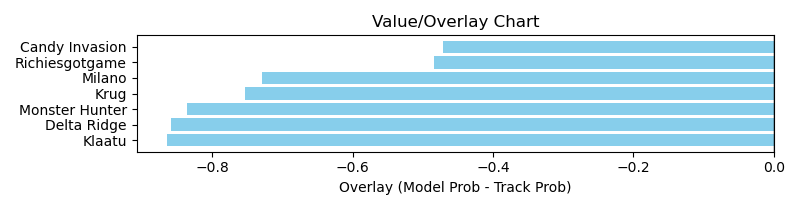 Value/Overlay Chart
Candy Invasion
Richiesgotgame
Milano
Krug
Monster Hunter
Delta Ridge
Klaatu
−0.8 −0.6 −0.4 −0.2 0.0
Overlay (Model Prob - Track Prob)